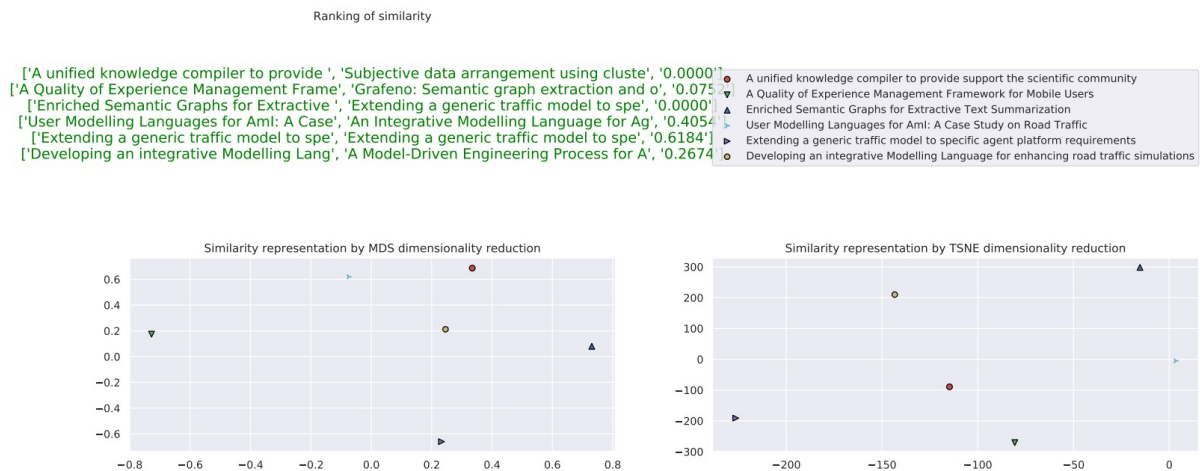 Ranking of similarity
['A unified knowledge compiler to provide ', 'Subjective data arrangement using cluste', '0.0000']
['A Quality of Experience Management Frame', 'Grafeno: Semantic graph extraction and o', '0.0752']
['Enriched Semantic Graphs for Extractive ', 'Extending a generic traffic model to spe', '0.0000']
['User Modelling Languages for AmI: A Case', 'An Integrative Modelling Language for Ag', '0.4054']
['Extending a generic traffic model to spe', 'Extending a generic traffic model to spe', '0.6184']
['Developing an integrative Modelling Lang', 'A Model-Driven Engineering Process for A', '0.2674']
A unified knowledge compiler to provide support the scientific community
A Quality of Experience Management Framework for Mobile Users
Enriched Semantic Graphs for Extractive Text Summarization
User Modelling Languages for AmI: A Case Study on Road Traffic
Extending a generic traffic model to specific agent platform requirements
Developing an integrative Modelling Language for enhancing road traffic simulations
Similarity representation by MDS dimensionality reduction
0.6
0.4
0.2
0.0
−0.2
−0.4
−0.6
−0.8 −0.6 −0.4 −0.2 0.0 0.2 0.4 0.6 0.8
Similarity representation by TSNE dimensionality reduction
300
200
100
0
−100
−200
−300
−200 −150 −100 −50 0